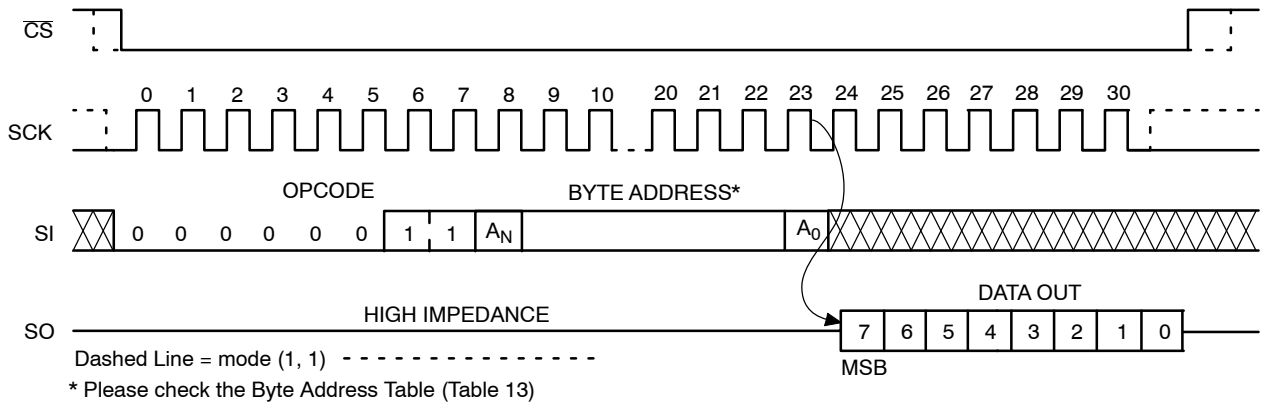 CS
0 1 2 3 4 5 6 7 8 9 10 20 21 22 23 24 25 26 27 28 29 30
SCK
OPCODE BYTE ADDRESS*
SI 0 0 0 0 0 0 1 1 AN A0
DATA OUT
HIGH IMPEDANCE
SO 7 6 5 4 3 2 1 0
Dashed Line = mode (1, 1)
MSB
* Please check the Byte Address Table (Table 13)